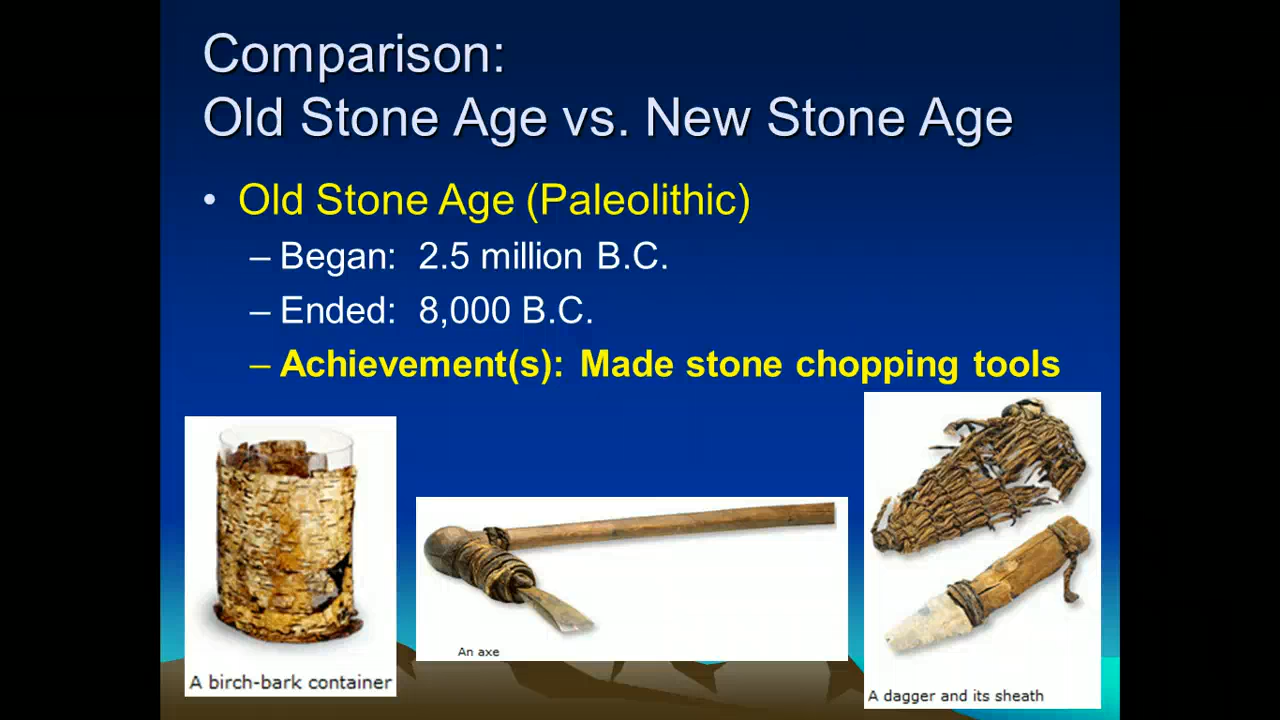 Comparison:
Old Stone Age vs. New Stone Age
• Old Stone Age (Paleolithic)
– Began: 2.5 million B.C.
– Ended: 8,000 B.C.
– Achievement(s): Made stone chopping tools
A birch-bark container
An axe
A dagger and its sheath